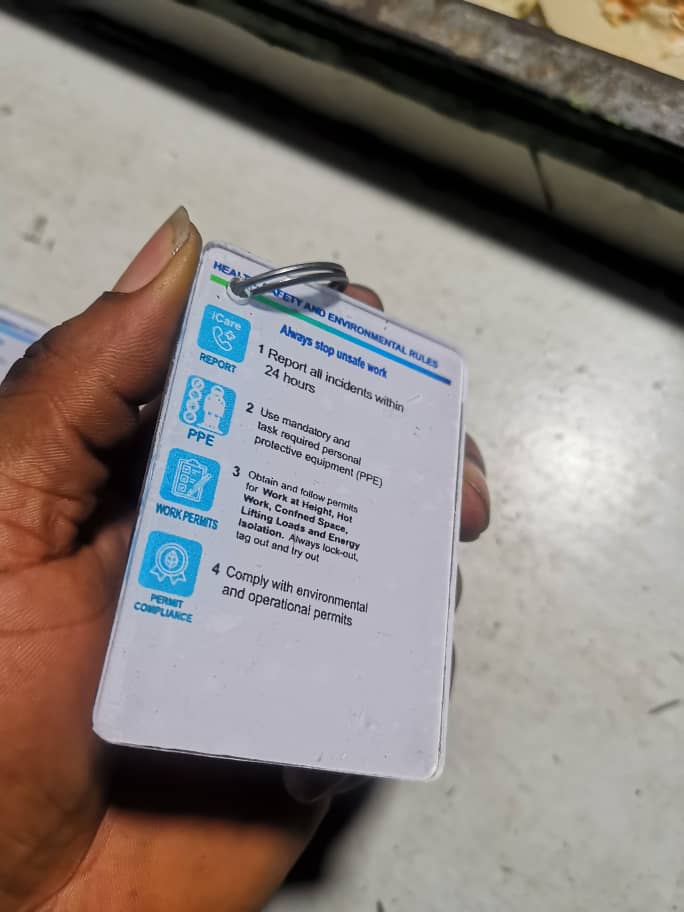 HEALTH, SAFETY AND ENVIRONMENTAL RULES
Always stop unsafe work
iCare
REPORT
1 Report all incidents within
24 hours
PPE
2 Use mandatory and
task required personal
protective equipment (PPE)
WORK PERMITS
3 Obtain and follow permits
for Work at Height, Hot
Work, Confned Space,
Lifting Loads and Energy
Isolation. Always lock-out,
tag out and try out
PERMIT
COMPLIANCE
4 Comply with environmental
and operational permits